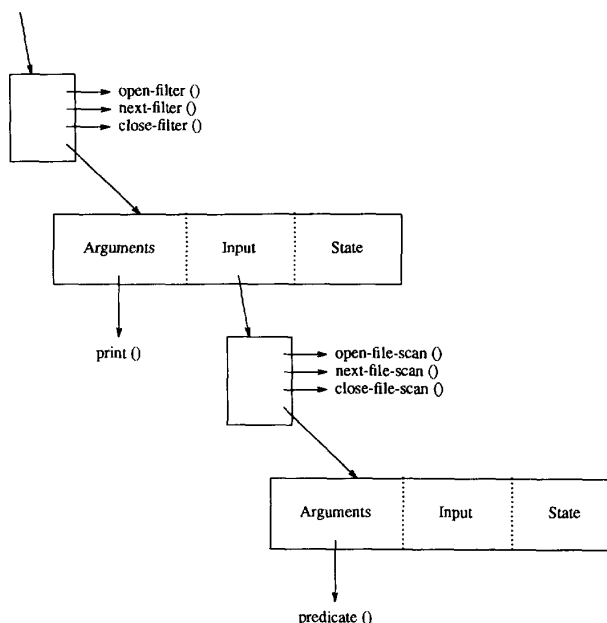 open-filter ()
next-filter ()
close-filter ()
Arguments Input State
print ()
open-file-scan ()
next-file-scan ()
close-file-scan ()
Arguments Input State
predicate ()